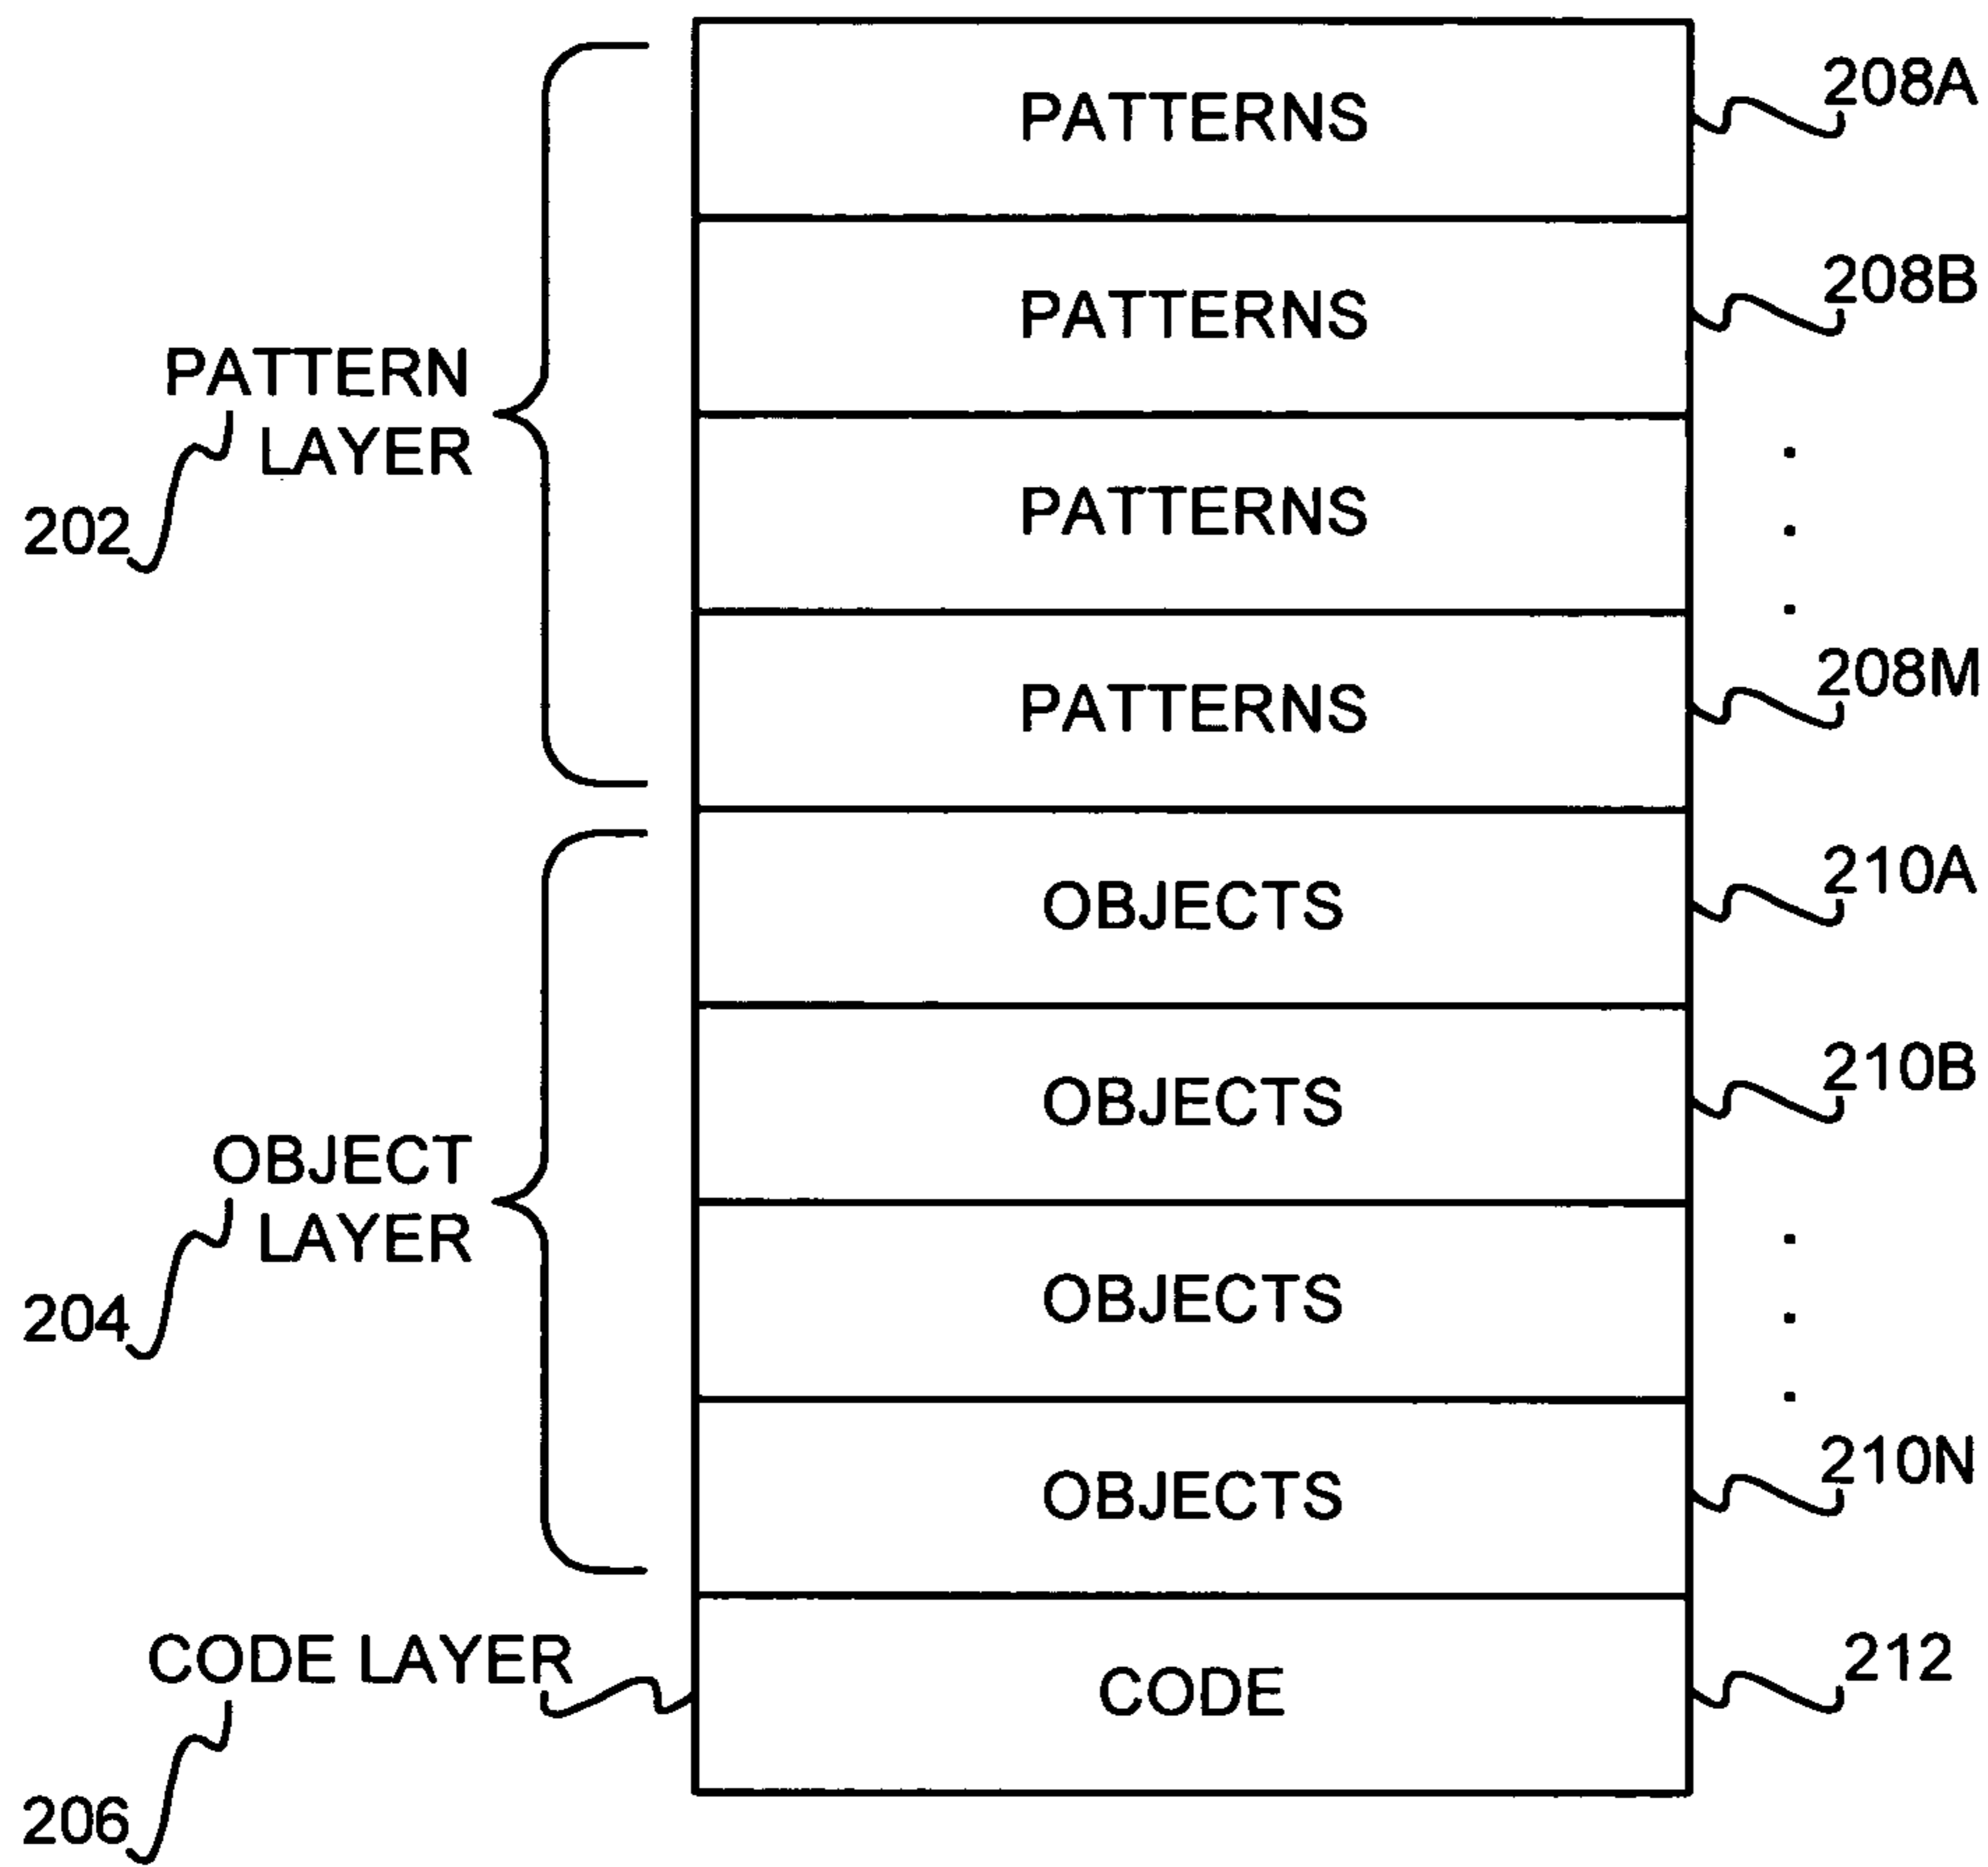 PATTERNS
208A
PATTERNS
208B
PATTERN
LAYER
202
PATTERNS
PATTERNS
208M
OBJECTS
210A
OBJECTS
210B
OBJECT
LAYER
204
OBJECTS
OBJECTS
210N
CODE LAYER
206
CODE
212